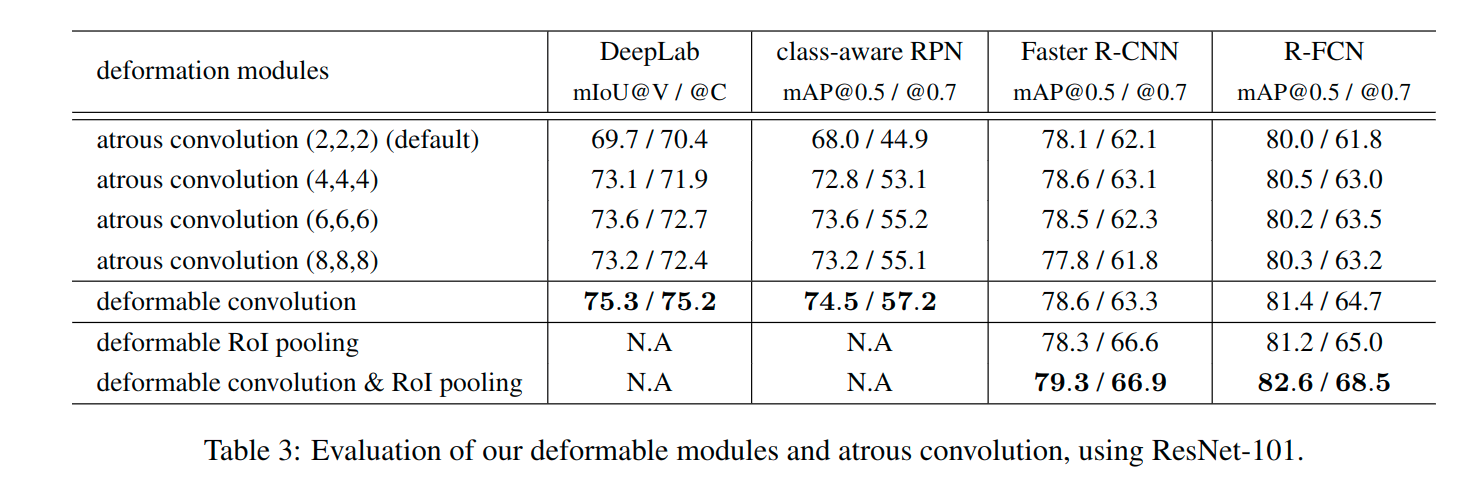 deformation modules DeepLab class-aware RPN Faster R-CNN R-FCN
mIoU@V / @C mAP@0.5 / @0.7 mAP@0.5 / @0.7 mAP@0.5 / @0.7
atrous convolution (2,2,2) (default) 69.7 / 70.4 68.0 / 44.9 78.1 / 62.1 80.0 / 61.8
atrous convolution (4,4,4) 73.1 / 71.9 72.8 / 53.1 78.6 / 63.1 80.5 / 63.0
atrous convolution (6,6,6) 73.6 / 72.7 73.6 / 55.2 78.5 / 62.3 80.2 / 63.5
atrous convolution (8,8,8) 73.2 / 72.4 73.2 / 55.1 77.8 / 61.8 80.3 / 63.2
deformable convolution 75.3 / 75.2 74.5 / 57.2 78.6 / 63.3 81.4 / 64.7
deformable RoI pooling N.A N.A 78.3 / 66.6 81.2 / 65.0
deformable convolution & RoI pooling N.A N.A 79.3 / 66.9 82.6 / 68.5
Table 3: Evaluation of our deformable modules and atrous convolution, using ResNet-101.